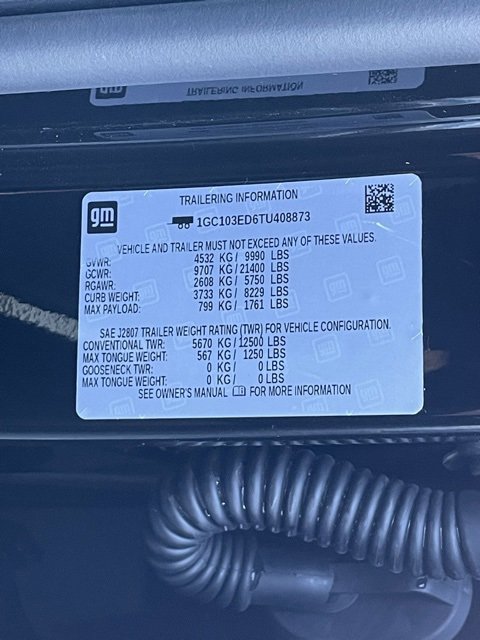 gm
TRAILERING INFORMATION
gm
TRAILERING INFORMATION
1GC103ED6TU408873
VEHICLE AND TRAILER MUST NOT EXCEED ANY OF THESE VALUES.
GVWR: 4532 KG / 9990 LBS
GCWR: 9707 KG / 21400 LBS
RGAWR: 2608 KG / 5750 LBS
CURB WEIGHT: 3733 KG / 8229 LBS
MAX PAYLOAD: 799 KG / 1761 LBS
SAE J2807 TRAILER WEIGHT RATING (TWR) FOR VEHICLE CONFIGURATION.
CONVENTIONAL TWR: 5670 KG / 12500 LBS
MAX TONGUE WEIGHT: 567 KG / 1250 LBS
GOOSENECK TWR: 0 KG / 0 LBS
MAX TONGUE WEIGHT: 0 KG / 0 LBS
SEE OWNER'S MANUAL FOR MORE INFORMATION